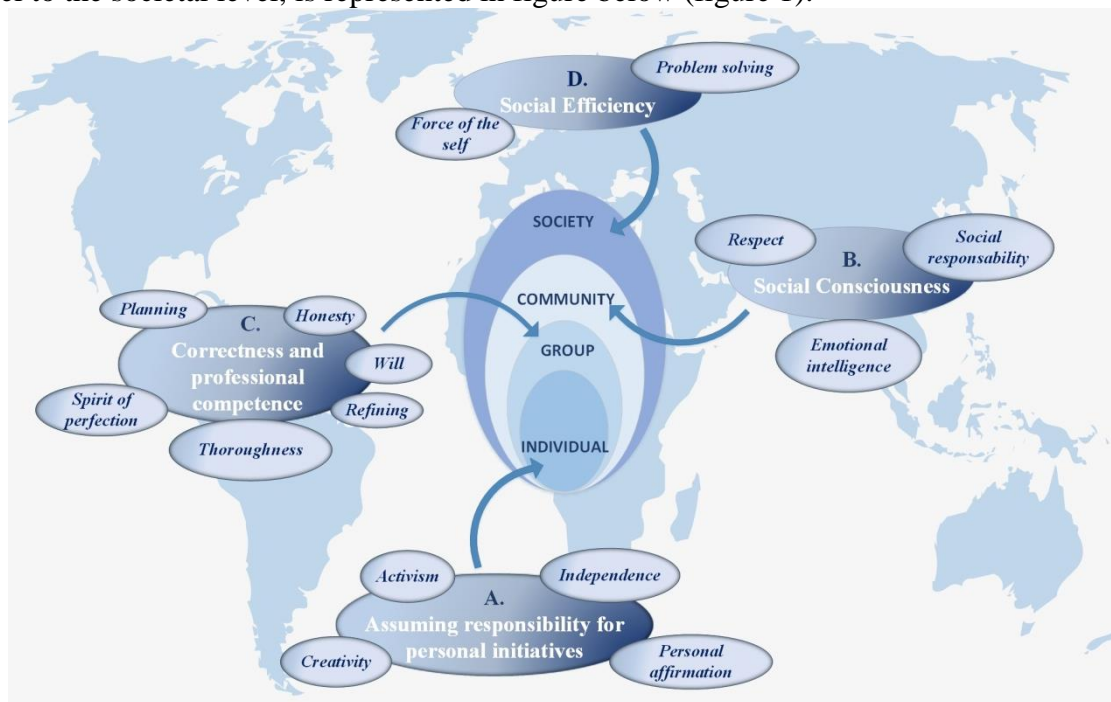 er to the societal level, is represented in figure below (figure 1).
D.
Social Efficiency
Problem solving
Force of the
self
SOCIETY
COMMUNITY
GROUP
INDIVIDUAL
Respect
Social
responsability
B.
Social Consciousness
Emotional
intelligence
Planning
Honesty
C.
Correctness and
professional
competence
Will
Spirit of
perfection
Refining
Thoroughness
Activism
Independence
A.
Assuming responsibility for
personal initiatives
Creativity
Personal
affirmation